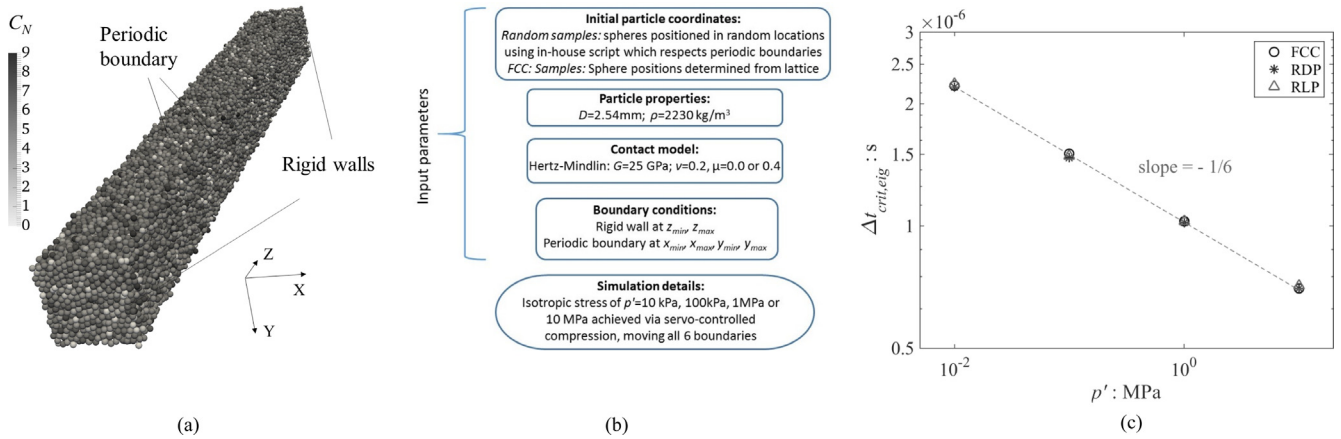 C_N
9
8
7
6
5
4
3
2
1
0
Periodic
boundary
Rigid walls
Z
X
Y
(a)
Input parameters
Initial particle coordinates:
Random samples: spheres positioned in random locations
using in-house script which respects periodic boundaries
FCC: Samples: Sphere positions determined from lattice
Particle properties:
D=2.54mm; ρ=2230 kg/m³
Contact model:
Hertz-Mindlin: G=25 GPa; ν=0.2, μ=0.0 or 0.4
Boundary conditions:
Rigid wall at z_min, z_max
Periodic boundary at x_min, x_max, y_min, y_max
Simulation details:
Isotropic stress of p'=10 kPa, 100kPa, 1MPa or
10 MPa achieved via servo-controlled
compression, moving all 6 boundaries
(b)
×10⁻⁶
3
2.5
2
1.5
1
0.5
Δt_crit,eig : s
FCC
RDP
RLP
slope = - 1/6
10⁻²
10⁰
p' : MPa
(c)